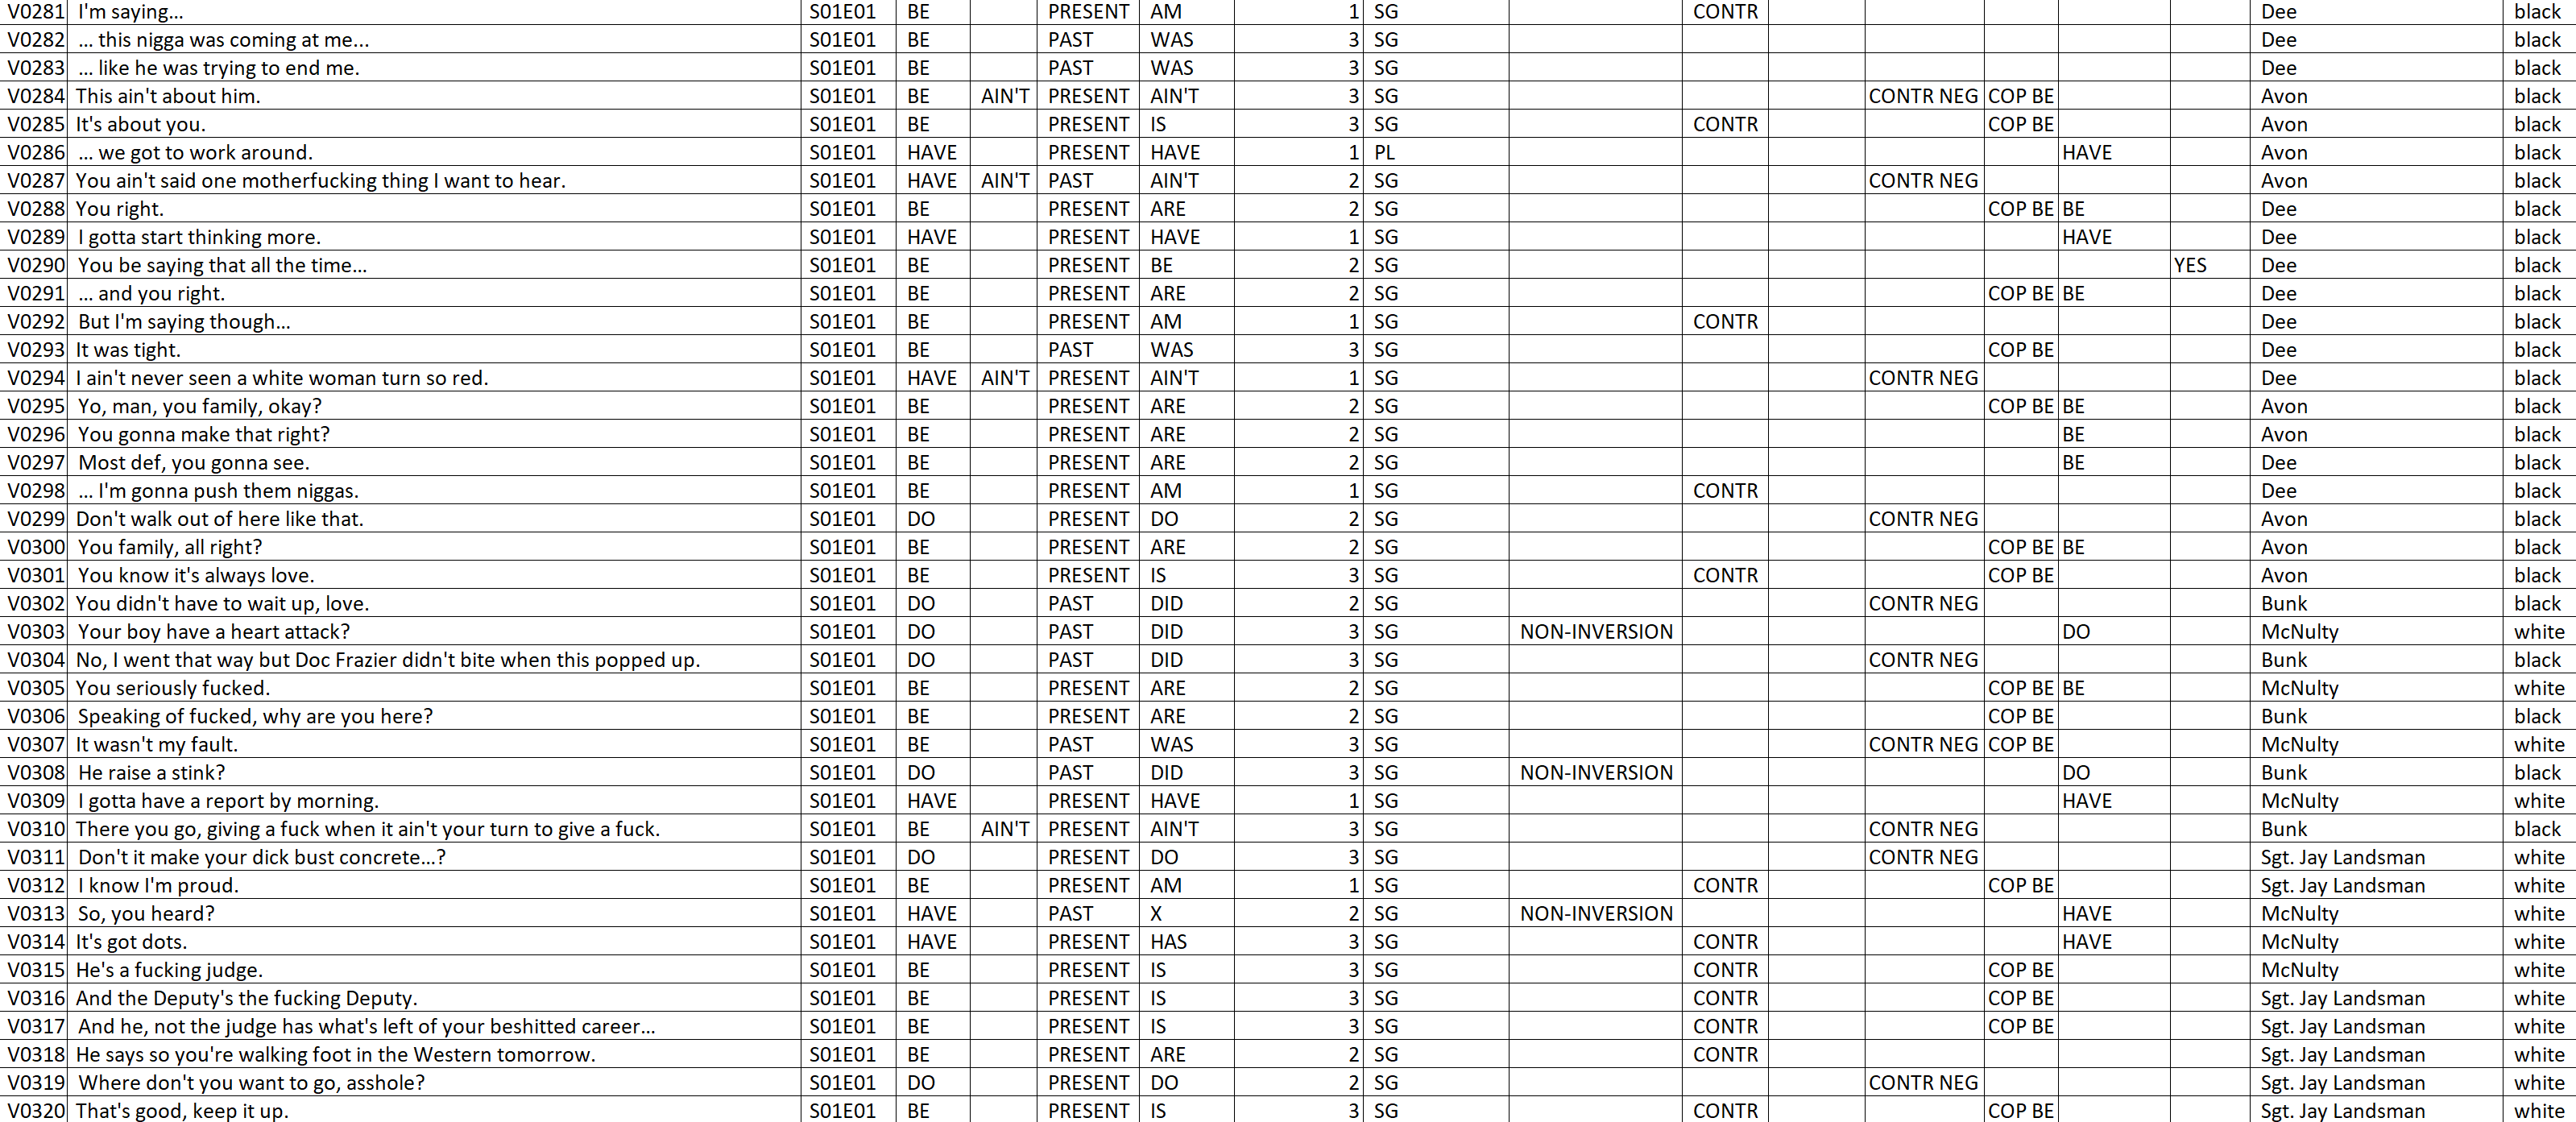 V0281 I'm saying... S01E01 BE PRESENT AM 1 SG CONTR Dee black
V0282 ... this nigga was coming at me... S01E01 BE PAST WAS 3 SG Dee black
V0283 ... like he was trying to end me. S01E01 BE PAST WAS 3 SG Dee black
V0284 This ain't about him. S01E01 BE AIN'T PRESENT AIN'T 3 SG CONTR NEG COP BE Avon black
V0285 It's about you. S01E01 BE PRESENT IS 3 SG CONTR COP BE Avon black
V0286 ... we got to work around. S01E01 HAVE PRESENT HAVE 1 PL HAVE Avon black
V0287 You ain't said one motherfucking thing I want to hear. S01E01 HAVE AIN'T PAST AIN'T 2 SG CONTR NEG Avon black
V0288 You right. S01E01 BE PRESENT ARE 2 SG COP BE BE Dee black
V0289 I gotta start thinking more. S01E01 HAVE PRESENT HAVE 1 SG HAVE Dee black
V0290 You be saying that all the time... S01E01 BE PRESENT BE 2 SG YES Dee black
V0291 ... and you right. S01E01 BE PRESENT ARE 2 SG COP BE BE Dee black
V0292 But I'm saying though... S01E01 BE PRESENT AM 1 SG CONTR Dee black
V0293 It was tight. S01E01 BE PAST WAS 3 SG COP BE Dee black
V0294 I ain't never seen a white woman turn so red. S01E01 HAVE AIN'T PRESENT AIN'T 1 SG CONTR NEG Dee black
V0295 Yo, man, you family, okay? S01E01 BE PRESENT ARE 2 SG COP BE BE Avon black
V0296 You gonna make that right? S01E01 BE PRESENT ARE 2 SG BE Avon black
V0297 Most def, you gonna see. S01E01 BE PRESENT ARE 2 SG BE Dee black
V0298 ... I'm gonna push them niggas. S01E01 BE PRESENT AM 1 SG CONTR Dee black
V0299 Don't walk out of here like that. S01E01 DO PRESENT DO 2 SG CONTR NEG Avon black
V0300 You family, all right? S01E01 BE PRESENT ARE 2 SG COP BE BE Avon black
V0301 You know it's always love. S01E01 BE PRESENT IS 3 SG CONTR COP BE Avon black
V0302 You didn't have to wait up, love. S01E01 DO PAST DID 2 SG CONTR NEG Bunk black
V0303 Your boy have a heart attack? S01E01 DO PAST DID 3 SG NON-INVERSION DO McNulty white
V0304 No, I went that way but Doc Frazier didn't bite when this popped up. S01E01 DO PAST DID 3 SG CONTR NEG Bunk black
V0305 You seriously fucked. S01E01 BE PRESENT ARE 2 SG COP BE BE McNulty white
V0306 Speaking of fucked, why are you here? S01E01 BE PRESENT ARE 2 SG COP BE Bunk black
V0307 It wasn't my fault. S01E01 BE PAST WAS 3 SG CONTR NEG COP BE McNulty white
V0308 He raise a stink? S01E01 DO PAST DID 3 SG NON-INVERSION DO Bunk black
V0309 I gotta have a report by morning. S01E01 HAVE PRESENT HAVE 1 SG HAVE McNulty white
V0310 There you go, giving a fuck when it ain't your turn to give a fuck. S01E01 BE AIN'T PRESENT AIN'T 3 SG CONTR NEG Bunk black
V0311 Don't it make your dick bust concrete...? S01E01 DO PRESENT DO 3 SG CONTR NEG Sgt. Jay Landsman white
V0312 I know I'm proud. S01E01 BE PRESENT AM 1 SG CONTR COP BE Sgt. Jay Landsman white
V0313 So, you heard? S01E01 HAVE PAST X 2 SG NON-INVERSION HAVE McNulty white
V0314 It's got dots. S01E01 HAVE PRESENT HAS 3 SG CONTR HAVE McNulty white
V0315 He's a fucking judge. S01E01 BE PRESENT IS 3 SG CONTR COP BE McNulty white
V0316 And the Deputy's the fucking Deputy. S01E01 BE PRESENT IS 3 SG CONTR COP BE Sgt. Jay Landsman white
V0317 And he, not the judge has what's left of your beshitted career... S01E01 BE PRESENT IS 3 SG CONTR COP BE Sgt. Jay Landsman white
V0318 He says so you're walking foot in the Western tomorrow. S01E01 BE PRESENT ARE 2 SG CONTR Sgt. Jay Landsman white
V0319 Where don't you want to go, asshole? S01E01 DO PRESENT DO 2 SG CONTR NEG Sgt. Jay Landsman white
V0320 That's good, keep it up. S01E01 BE PRESENT IS 3 SG CONTR COP BE Sgt. Jay Landsman white